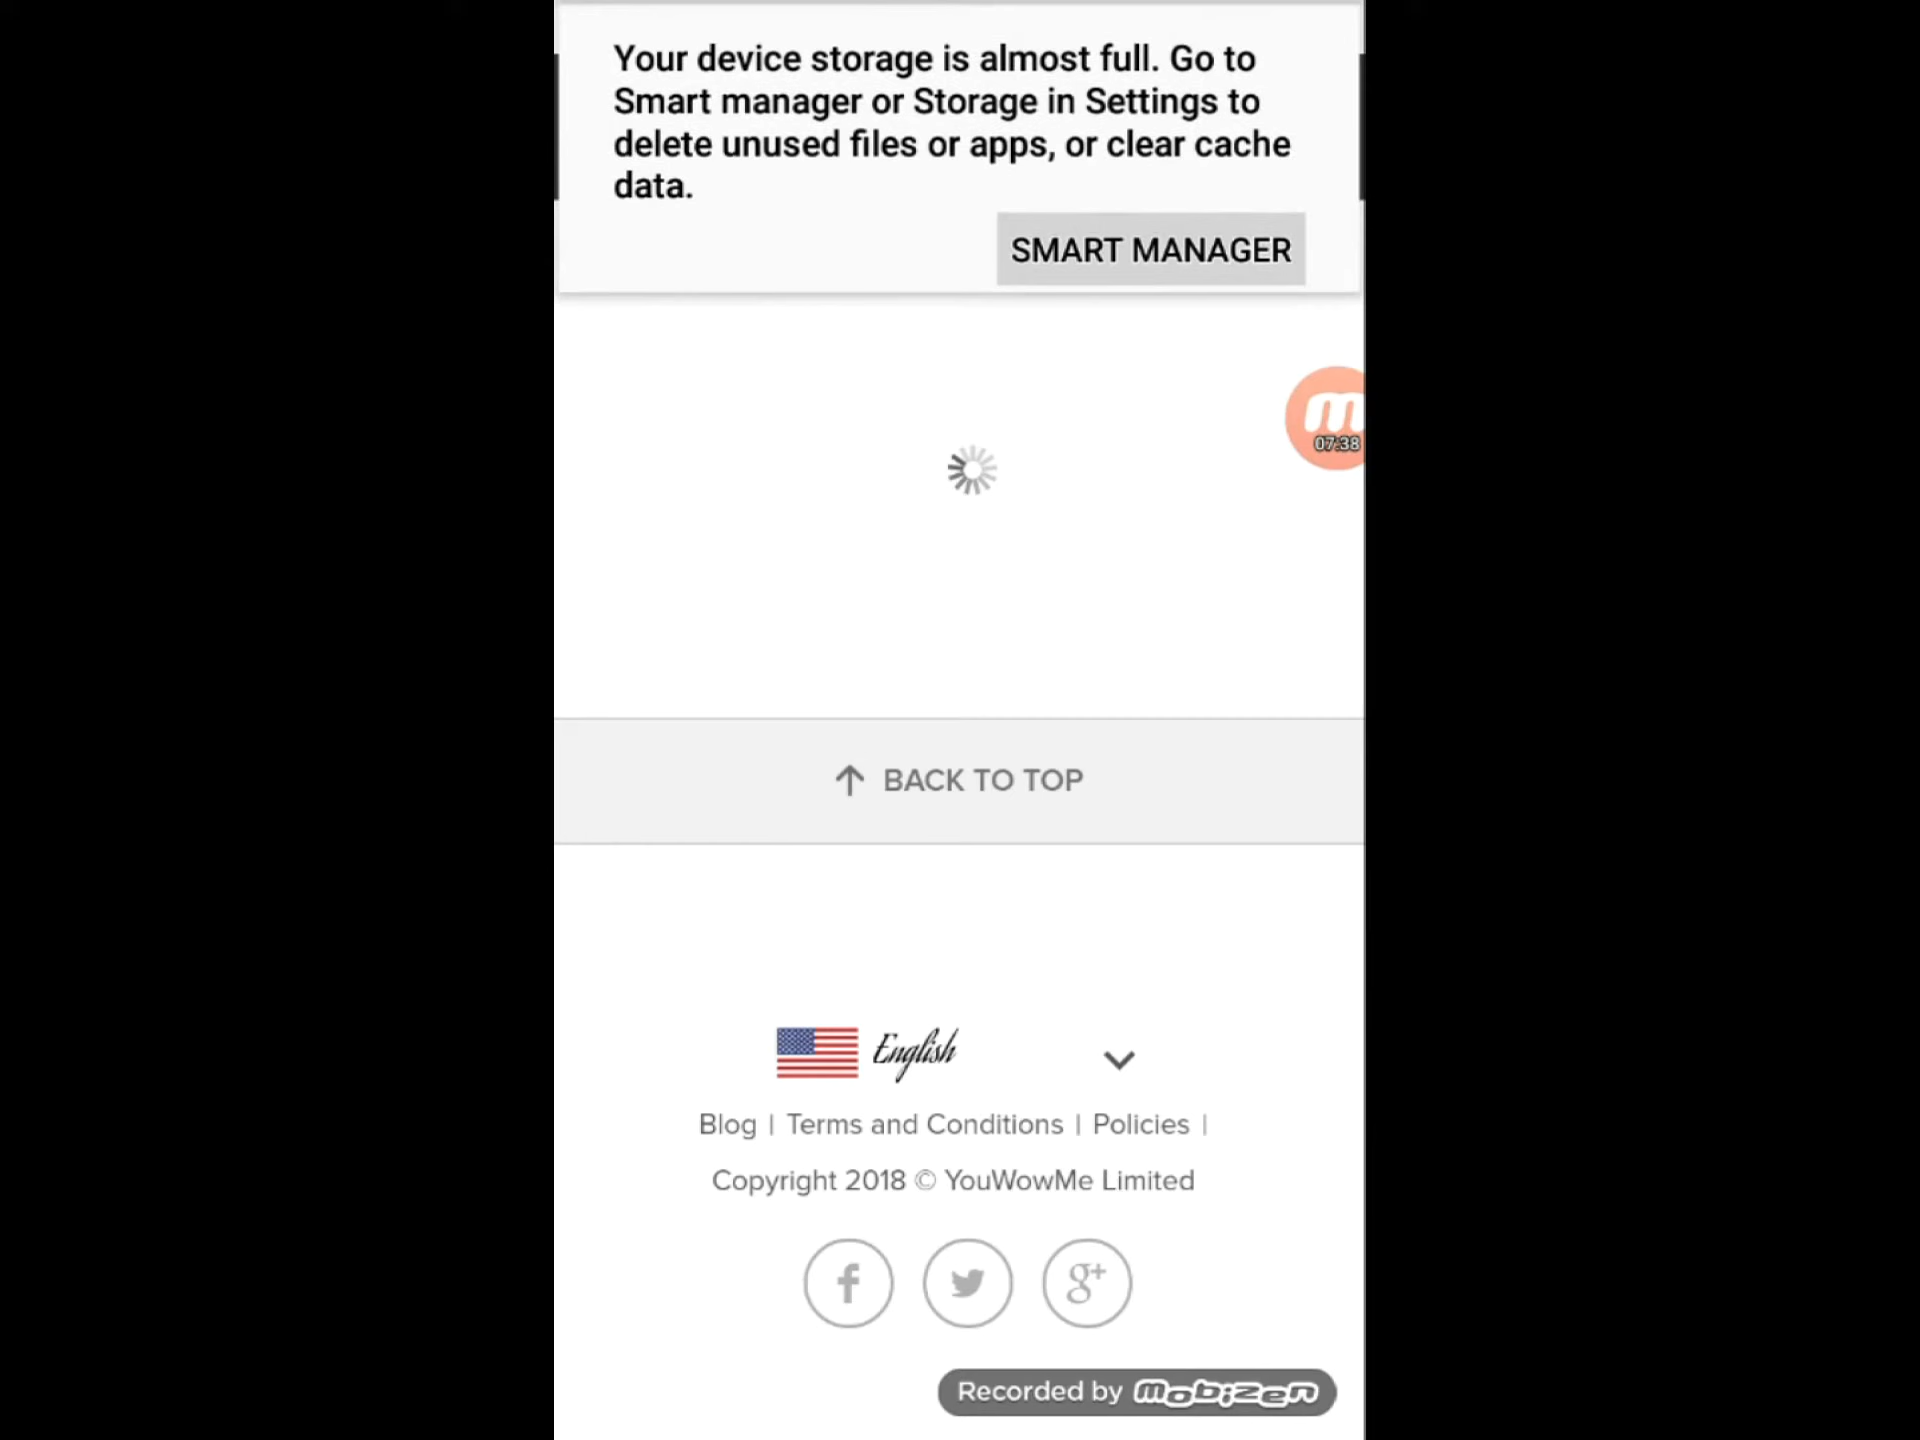 Your device storage is almost full. Go to
Smart manager or Storage in Settings to
delete unused files or apps, or clear cache
data.
SMART MANAGER
m
07:38
BACK TO TOP
English
Blog | Terms and Conditions | Policies |
Copyright 2018 © YouWowMe Limited
f
g+
Recorded by mobizen